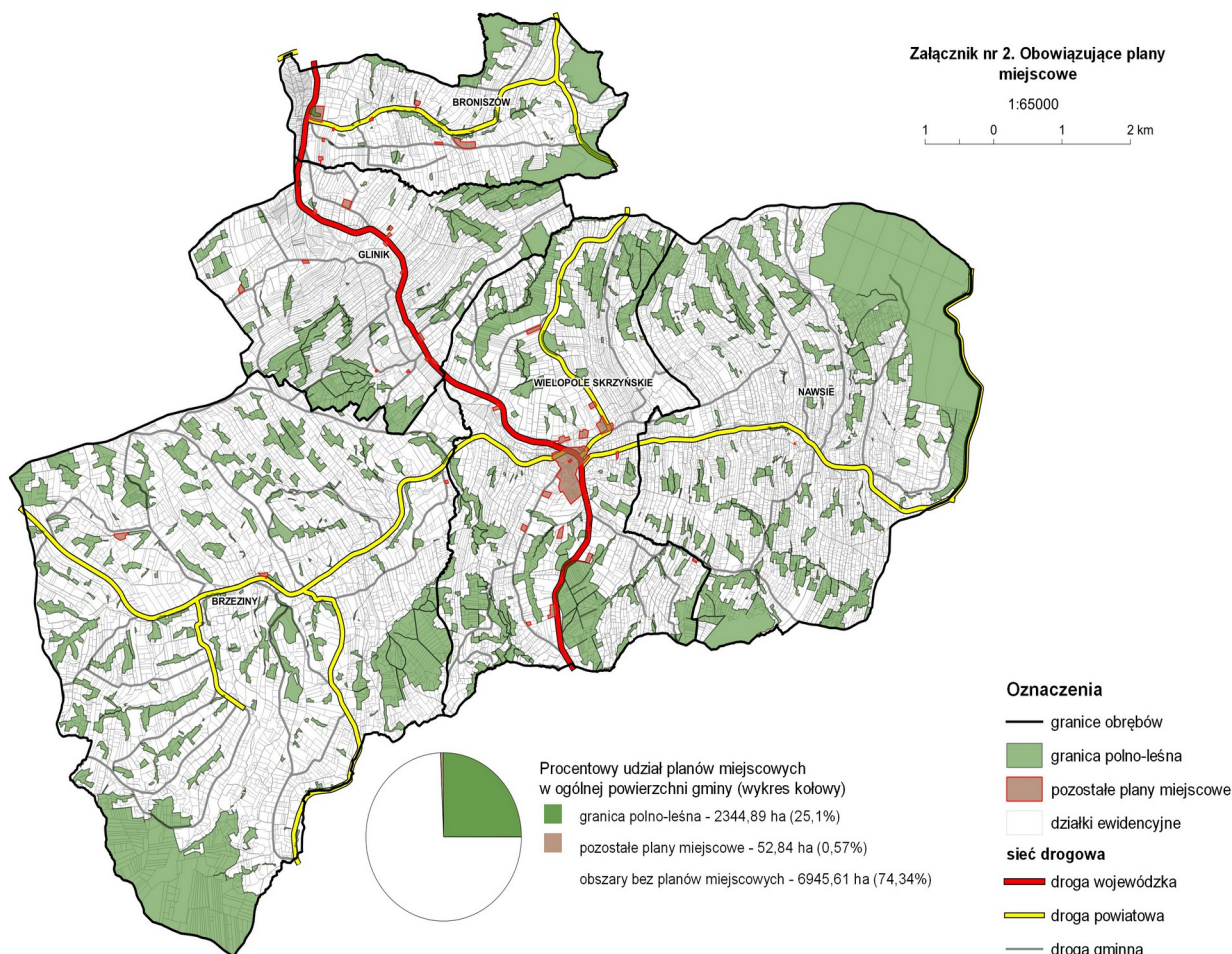 Załącznik nr 2. Obowiązujące plany
miejscowe
1:65000
1 0 1 2 km
BRONISZÓW
GLINIK
WIELOPOLE SKRZYŃSKIE
NAWSIE
BRZEZINY
Procentowy udział planów miejscowych
w ogólnej powierzchni gminy (wykres kołowy)
granica polno-leśna - 2344,89 ha (25,1%)
pozostałe plany miejscowe - 52,84 ha (0,57%)
obszary bez planów miejscowych - 6945,61 ha (74,34%)
Oznaczenia
granice obrębów
granica polno-leśna
pozostałe plany miejscowe
działki ewidencyjne
sieć drogowa
droga wojewódzka
droga powiatowa
droga gminna